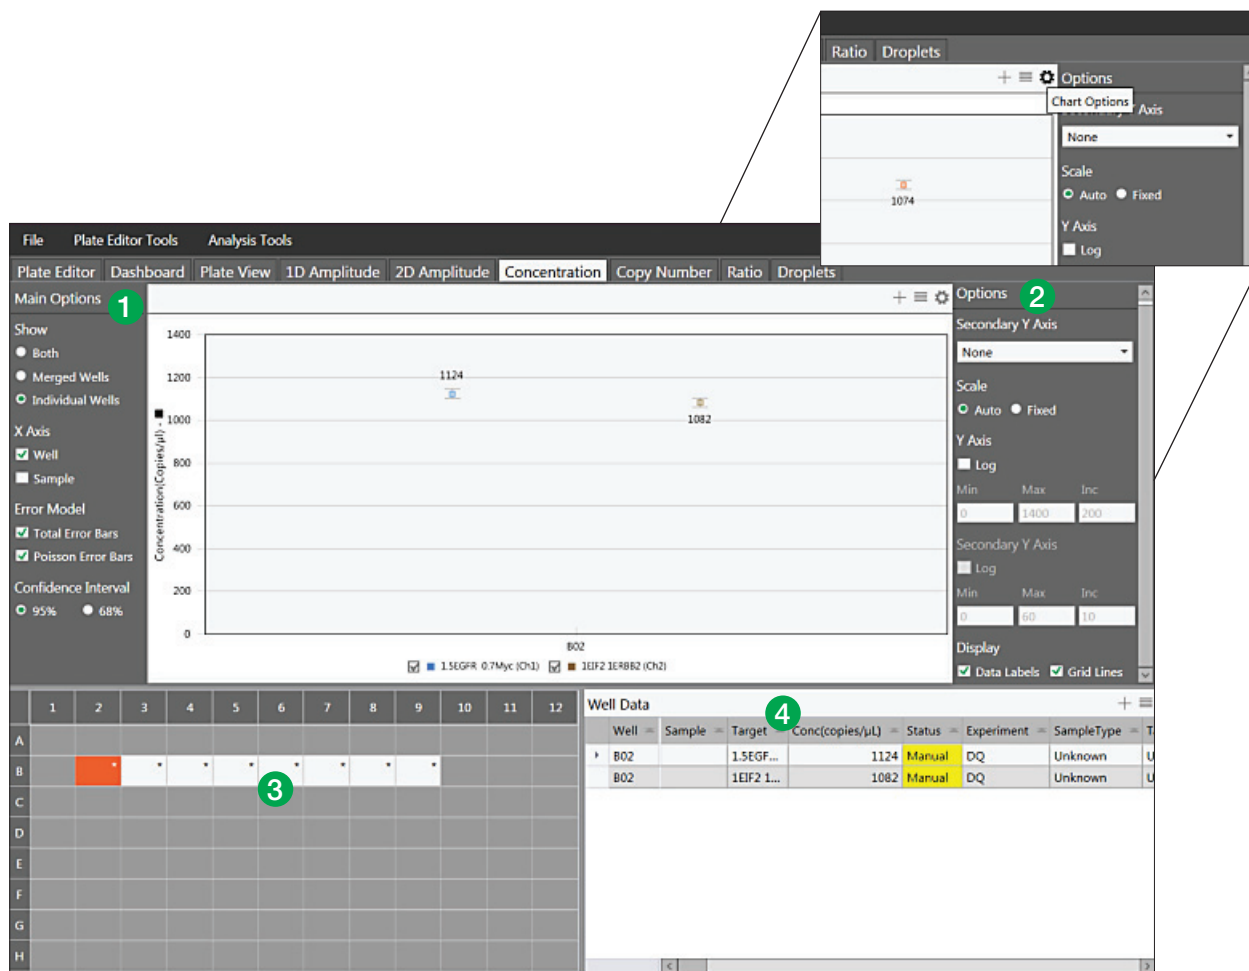 Ratio Droplets
Options
Chart Options
Y Axis
None
Scale
Auto Fixed
Y Axis
Log
1074
File Plate Editor Tools Analysis Tools
Plate Editor Dashboard Plate View 1D Amplitude 2D Amplitude Concentration Copy Number Ratio Droplets
Main Options
1
Show
Both
Merged Wells
Individual Wells
X Axis
Well
Sample
Error Model
Total Error Bars
Poisson Error Bars
Confidence Interval
95% 68%
Concentration(Copies/µl) -
1400
1200
1000
800
600
400
200
0
1124
1082
B02
1.5EGFR 0.7Myc (Ch1) 1EIF2 1ERBB2 (Ch2)
Options
2
Secondary Y Axis
None
Scale
Auto Fixed
Y Axis
Log
Min Max Inc
0 1400 200
Secondary Y Axis
Log
Min Max Inc
0 60 10
Display
Data Labels Grid Lines
1 2 3 4 5 6 7 8 9 10 11 12
A
B * * * * * * * *
3
C
D
E
F
G
H
Well Data
4
Well Sample Target Conc(copies/µL) Status Experiment SampleType T
B02 1.5EGF... 1124 Manual DQ Unknown U
B02 1EIF2 1... 1082 Manual DQ Unknown U